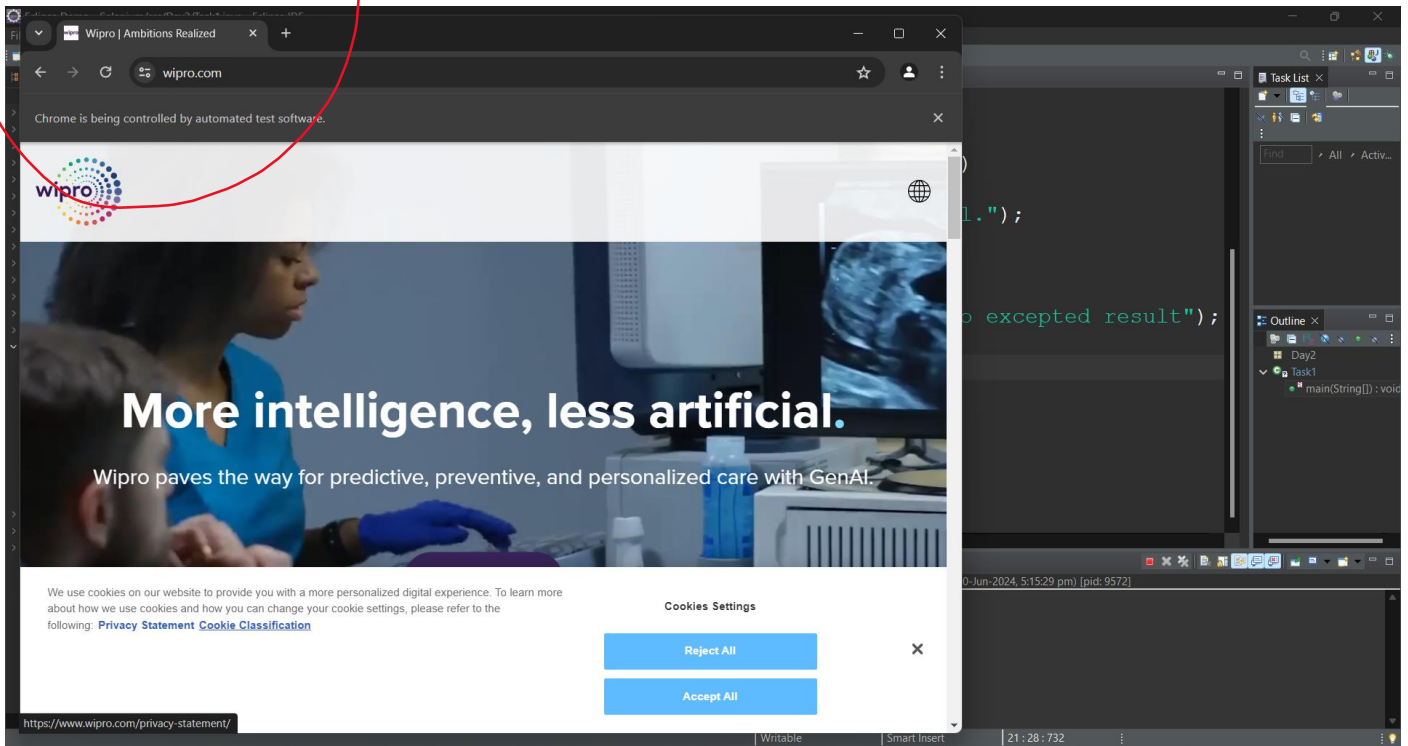 Wipro | Ambitions Realized
wipro.com
Chrome is being controlled by automated test software.
wipro
More intelligence, less artificial.
Wipro paves the way for predictive, preventive, and personalized care with GenAI.
We use cookies on our website to provide you with a more personalized digital experience. To learn more
about how we use cookies and how you can change your cookie settings, please refer to the
following: Privacy Statement Cookie Classification
Cookies Settings
Reject All
Accept All
https://www.wipro.com/privacy-statement/
)
l.");
excepted result");
0-Jun-2024, 5:15:29 pm) [pid: 9572]
Task List
Find
All
Activ...
Outline
Day2
Task1
main(String[]) : void
Writable
Smart Insert
21 : 28 : 732